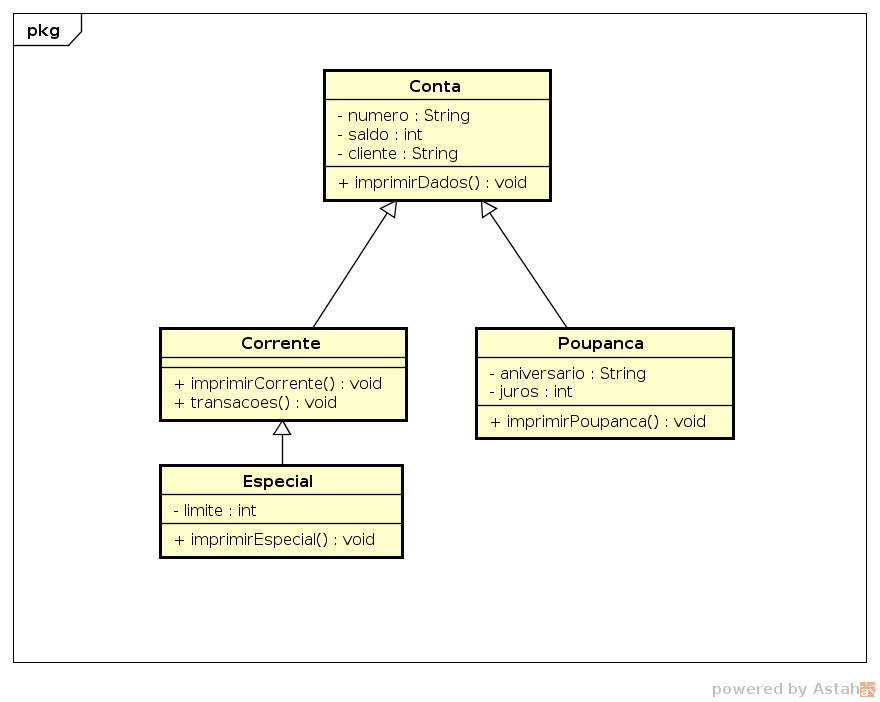 pkg
Conta
- numero : String
- saldo : int
- cliente : String
+ imprimirDados() : void
Corrente
+ imprimirCorrente() : void
+ transacoes() : void
Poupanca
- aniversario : String
- juros : int
+ imprimirPoupanca() : void
Especial
- limite : int
+ imprimirEspecial() : void
powered by Astah